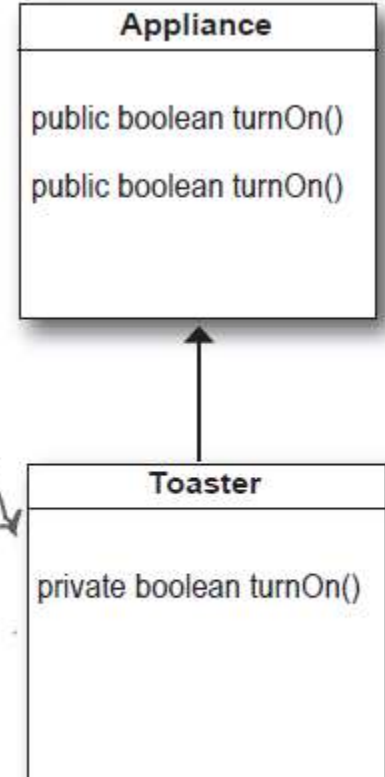 Appliance
public boolean turnOn()
public boolean turnOn()
Toaster
private boolean turnOn()